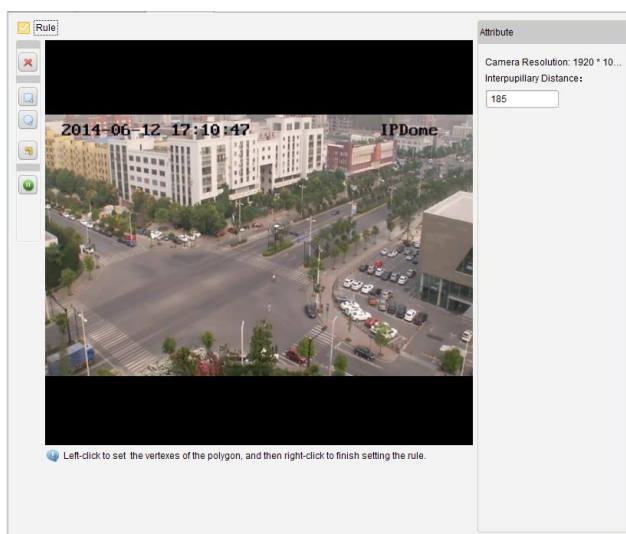 Rule
Attribute
Camera Resolution: 1920 * 10...
Interpupillary Distance:
185
2014-06-12 17:10:47
IPDome
Left-click to set the vertexes of the polygon, and then right-click to finish setting the rule.